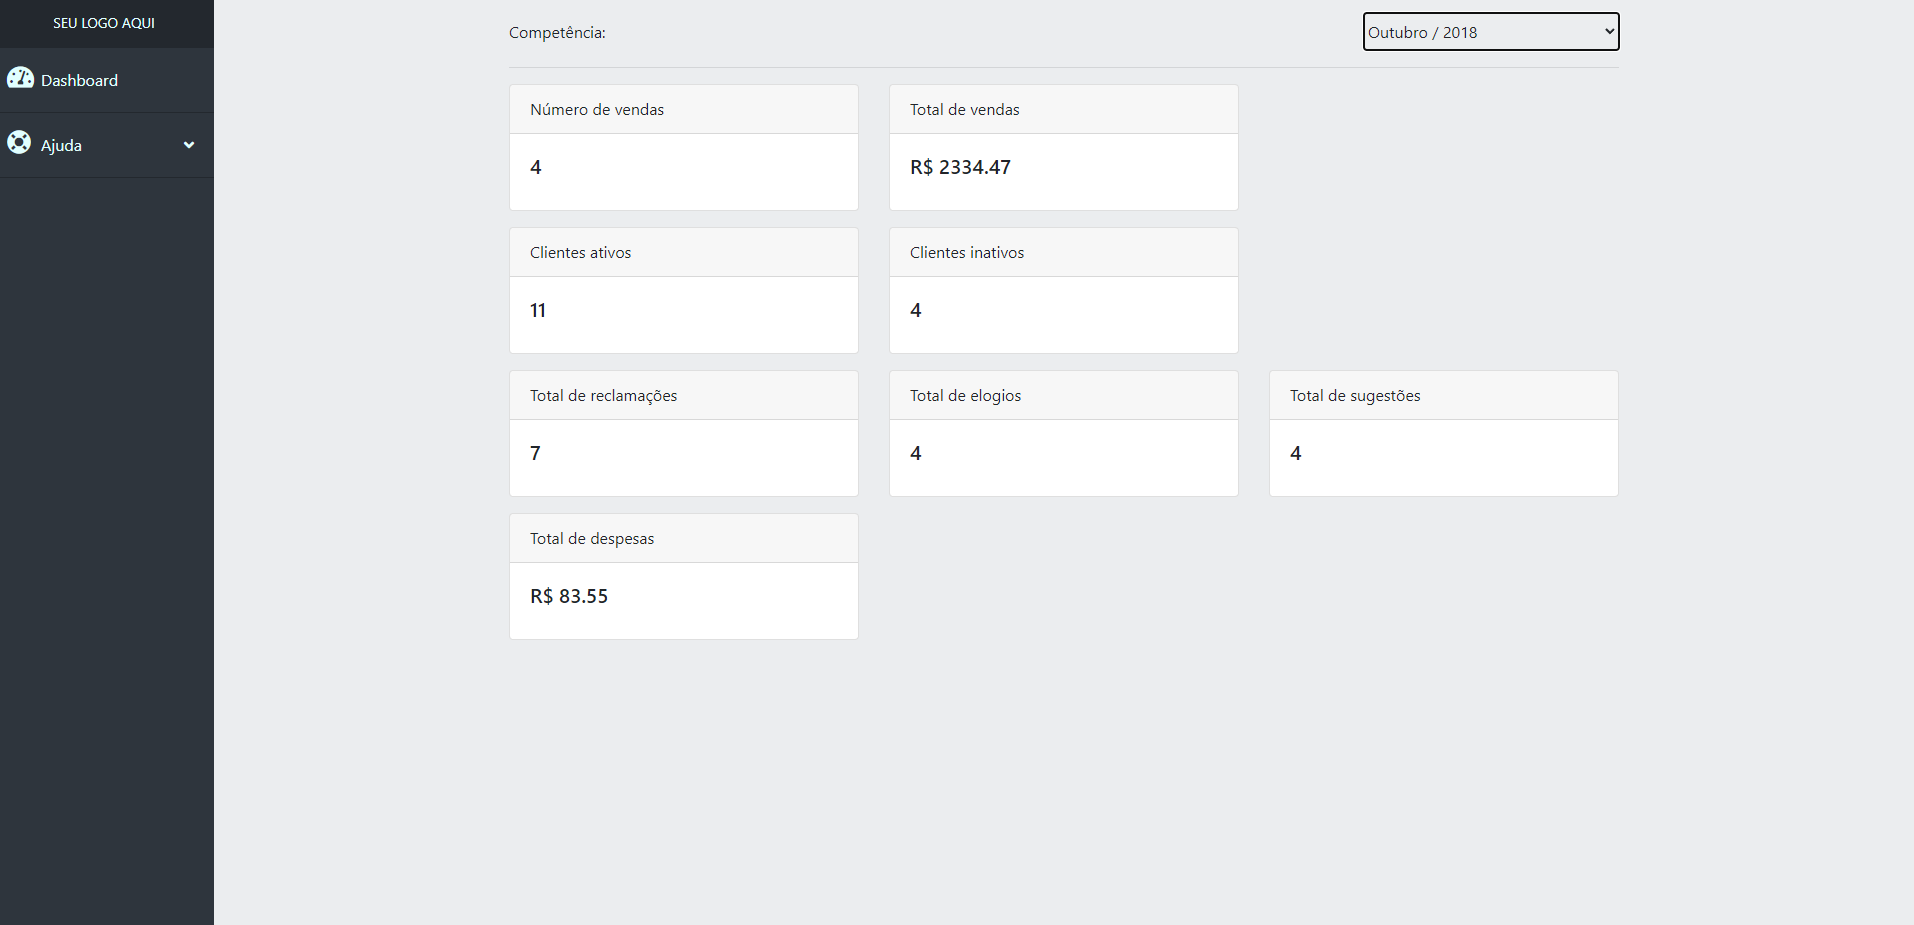 SEU LOGO AQUI
Dashboard
Ajuda
Competência:
Outubro / 2018
Número de vendas
4
Total de vendas
R$ 2334.47
Clientes ativos
11
Clientes inativos
4
Total de reclamações
7
Total de elogios
4
Total de sugestões
4
Total de despesas
R$ 83.55